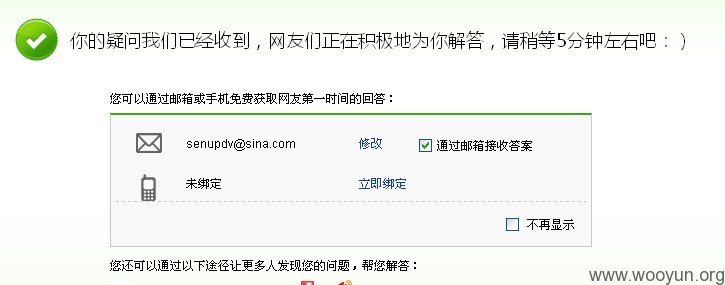 你的疑问我们已经收到，网友们正在积极地为你解答，请稍等5分钟左右吧：）
您可以通过邮箱或手机免费获取网友第一时间的回答：
senupdv@sina.com 修改 通过邮箱接收答案
未绑定 立即绑定
不再显示
您还可以通过以下途径让更多人发现您的问题，帮您解答：
www.wooyun.org